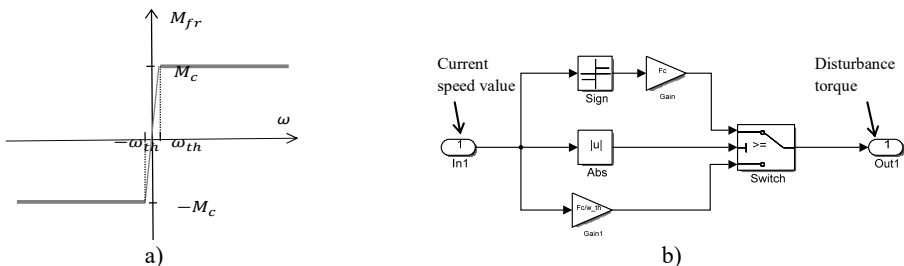 M_fr
M_c
ω
−ω_th
ω_th
−M_c
a)
Current
speed value
1
In1
Sign
Fc
Gain
|u|
Abs
Fc/w_th
Gain1
>=
Switch
Disturbance
torque
1
Out1
b)